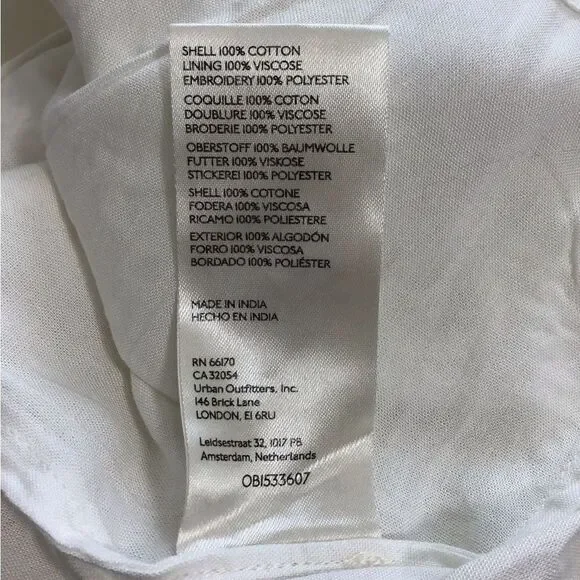 SHELL 100% COTTON
LINING 100% VISCOSE
EMBROIDERY 100% POLYESTER
COQUILLE 100% COTON
DOUBLURE 100% VISCOSE
BRODERIE 100% POLYESTER
OBERSTOFF 100% BAUMWOLLE
FUTTER 100% VISKOSE
STICKEREI 100% POLYESTER
SHELL 100% COTONE
FODERA 100% VISCOSA
RICAMO 100% POLIESTERE
EXTERIOR 100% ALGODÓN
FORRO 100% VISCOSA
BORDADO 100% POLIÉSTER
MADE IN INDIA
HECHO EN INDIA
RN 66170
CA 32054
Urban Outfitters, Inc.
146 Brick Lane
LONDON, E1 6RU
Leidsestraat 32, 1017 PB
Amsterdam, Netherlands
OB1533607